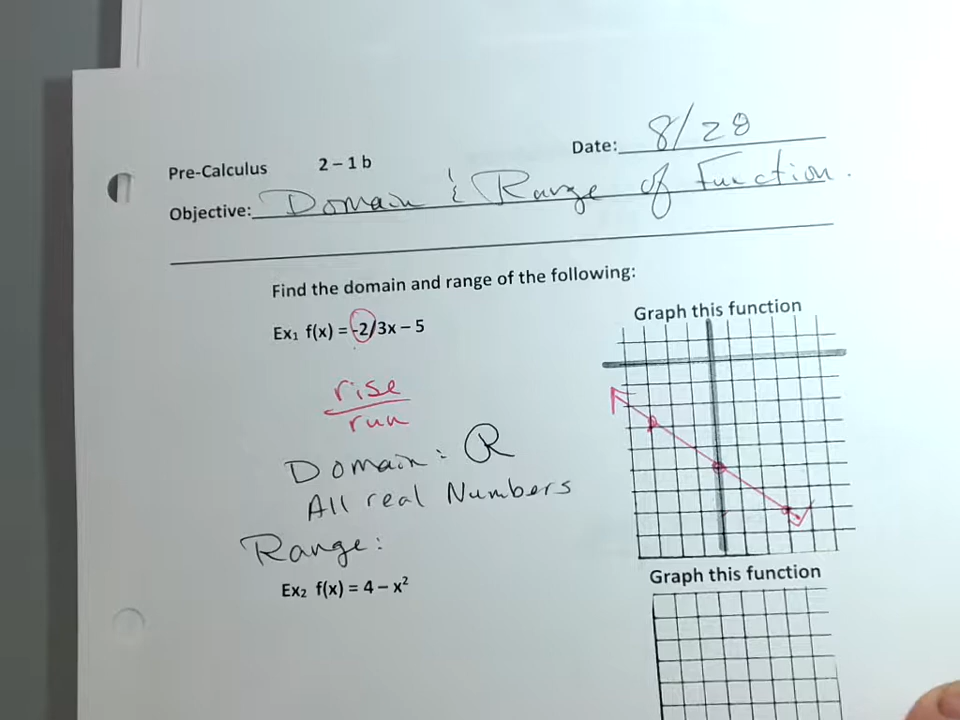 Pre-Calculus 2 – 1 b Date: 8/28
Objective: Domain & Range of Function.
Find the domain and range of the following:
Ex₁ f(x) = -2/3x – 5
Graph this function
rise
run
Domain: ℝ
All real Numbers
Range:
Ex₂ f(x) = 4 – x²
Graph this function